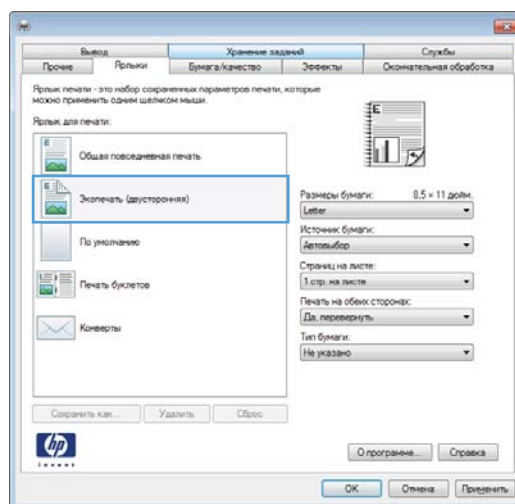 Вывод
Хранение заданий
Службы
Прочие
Ярлыки
Бумага/качество
Эффекты
Окончательная обработка
Ярлык печати - это набор сохраненных параметров печати, которые
можно применить одним щелчком мыши.
Ярлык для печати:
E
Общая повседневная печать
E
Экопечать (двусторонняя)
По умолчанию
Печать буклетов
Конверты
E
Размеры бумаги:
8,5 × 11 дюйм.
Letter
Источник бумаги:
Автовыбор
Страниц на листе:
1 стр. на листе
Печать на обеих сторонах:
Да, перевернуть
Тип бумаги:
Не указано
Сохранить как...
Удалить
Сброс
hp
invent
О программе...
Справка
OK
Отмена
Применить